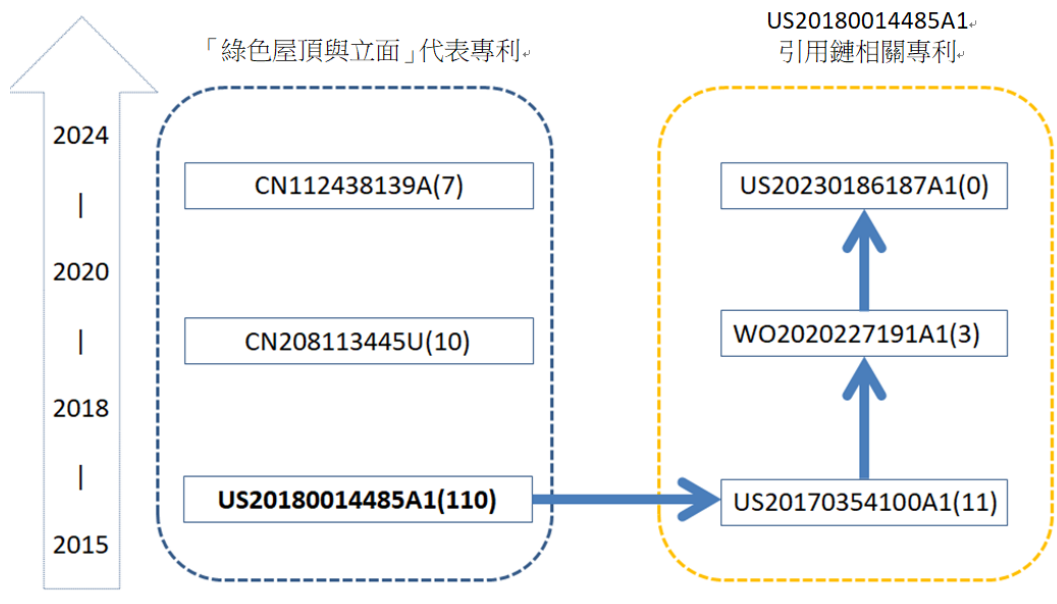 US20180014485A1
「綠色屋頂與立面」代表專利
引用鏈相關專利
2024
|
2020
|
2018
|
2015
CN112438139A(7)
CN208113445U(10)
US20180014485A1(110)
US20230186187A1(0)
WO2020227191A1(3)
US20170354100A1(11)